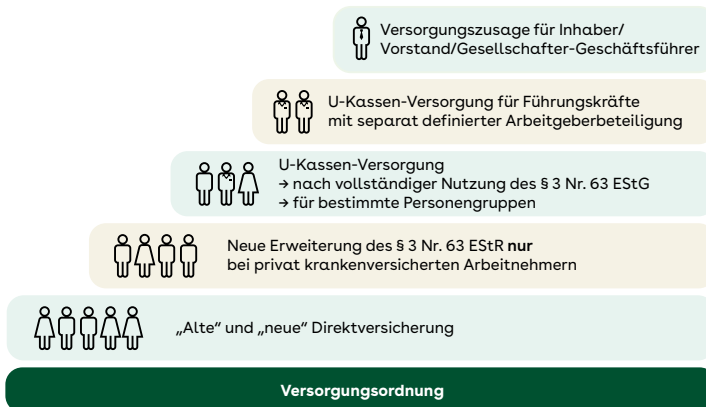 Versorgungszusage für Inhaber/
Vorstand/Gesellschafter-Geschäftsführer
U-Kassen-Versorgung für Führungskräfte
mit separat definierter Arbeitgeberbeteiligung
U-Kassen-Versorgung
→ nach vollständiger Nutzung des § 3 Nr. 63 EStG
→ für bestimmte Personengruppen
Neue Erweiterung des § 3 Nr. 63 EStR nur
bei privat krankenversicherten Arbeitnehmern
„Alte“ und „neue“ Direktversicherung
Versorgungsordnung